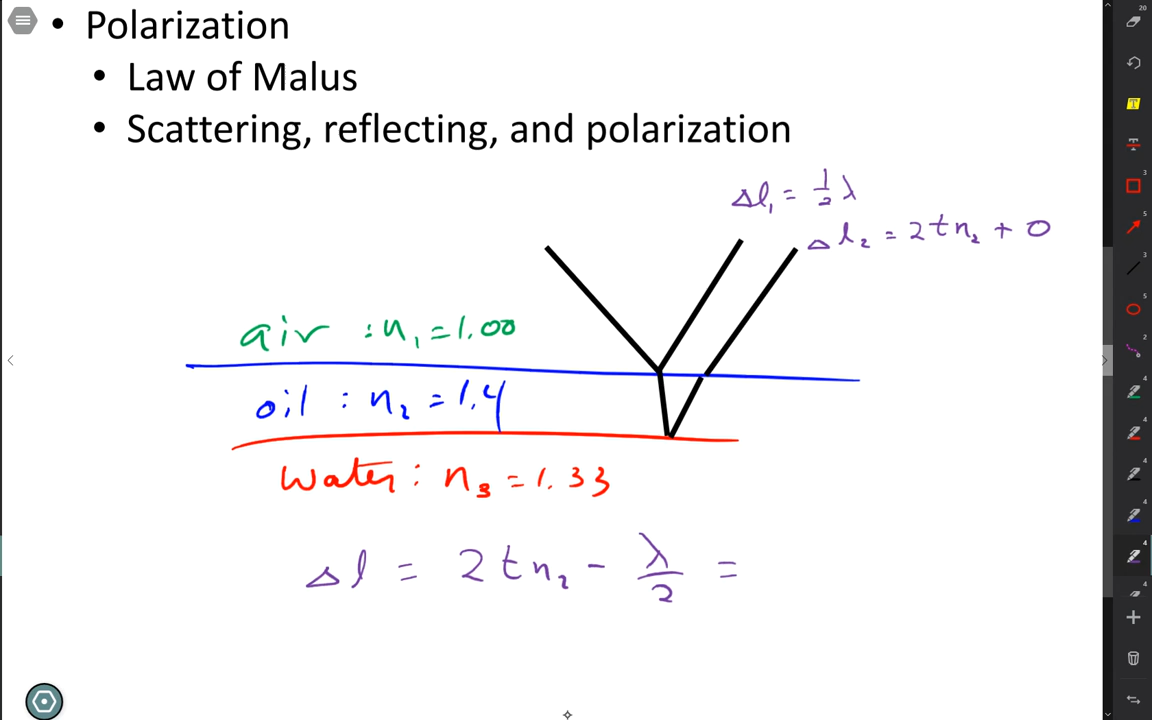 • Polarization
• Law of Malus
• Scattering, reflecting, and polarization
Δl₁ = 1/2 λ
Δl₂ = 2tn₂ + 0
air : n₁ = 1.00
oil : n₂ = 1.4
Water : n₃ = 1.33
Δl = 2tn₂ - λ/2 =